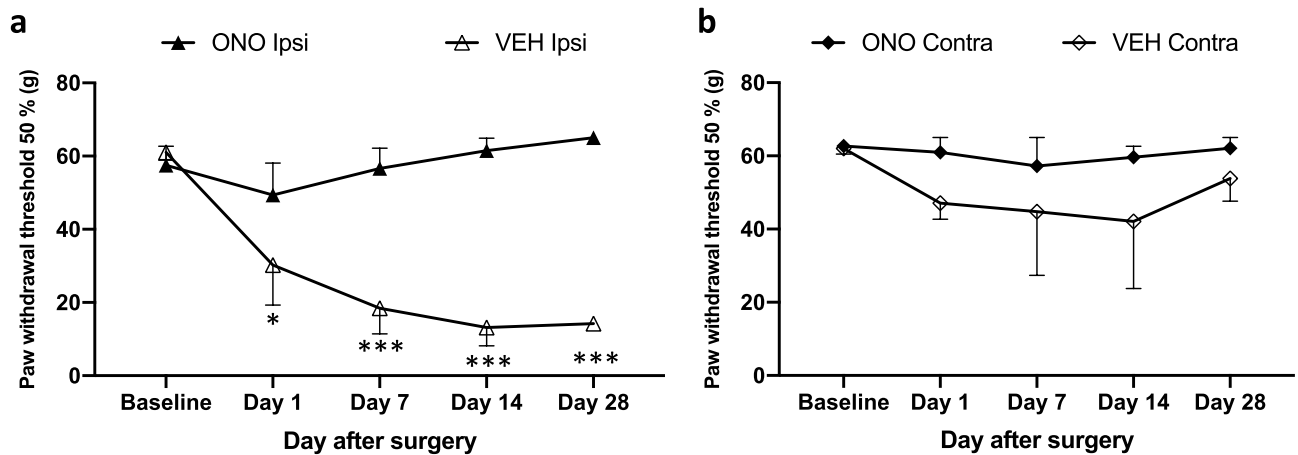 a
ONO Ipsi VEH Ipsi
Paw withdrawal threshold 50 % (g)
80
60
40
20
0
*
***
***
***
Baseline Day 1 Day 7 Day 14 Day 28
Day after surgery
b
ONO Contra VEH Contra
Paw withdrawal threshold 50 % (g)
80
60
40
20
0
Baseline Day 1 Day 7 Day 14 Day 28
Day after surgery